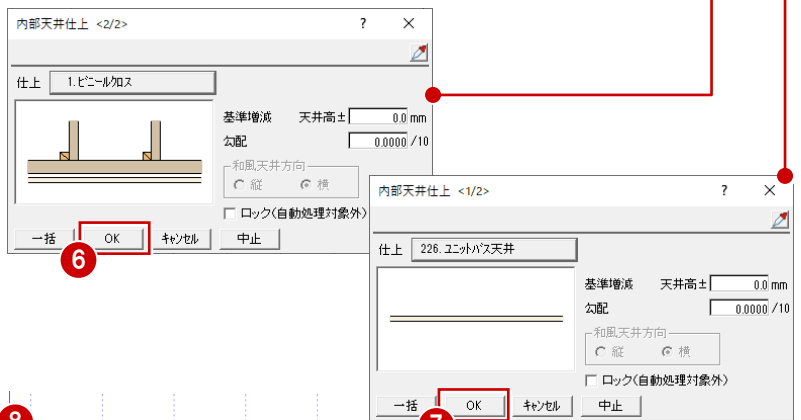 内部天井仕上 <2/2> ? ×
仕上 1.ビニールクロス
基準増減 天井高± 0.0 mm
勾配 0.0000 /10
和風天井方向
縦 横
ロック(自動処理対象外)
一括 OK キャンセル 中止
6
内部天井仕上 <1/2> ? ×
仕上 226.ユニットバス天井
基準増減 天井高± 0.0 mm
勾配 0.0000 /10
和風天井方向
縦 横
ロック(自動処理対象外)
一括 OK キャンセル 中止
7
8